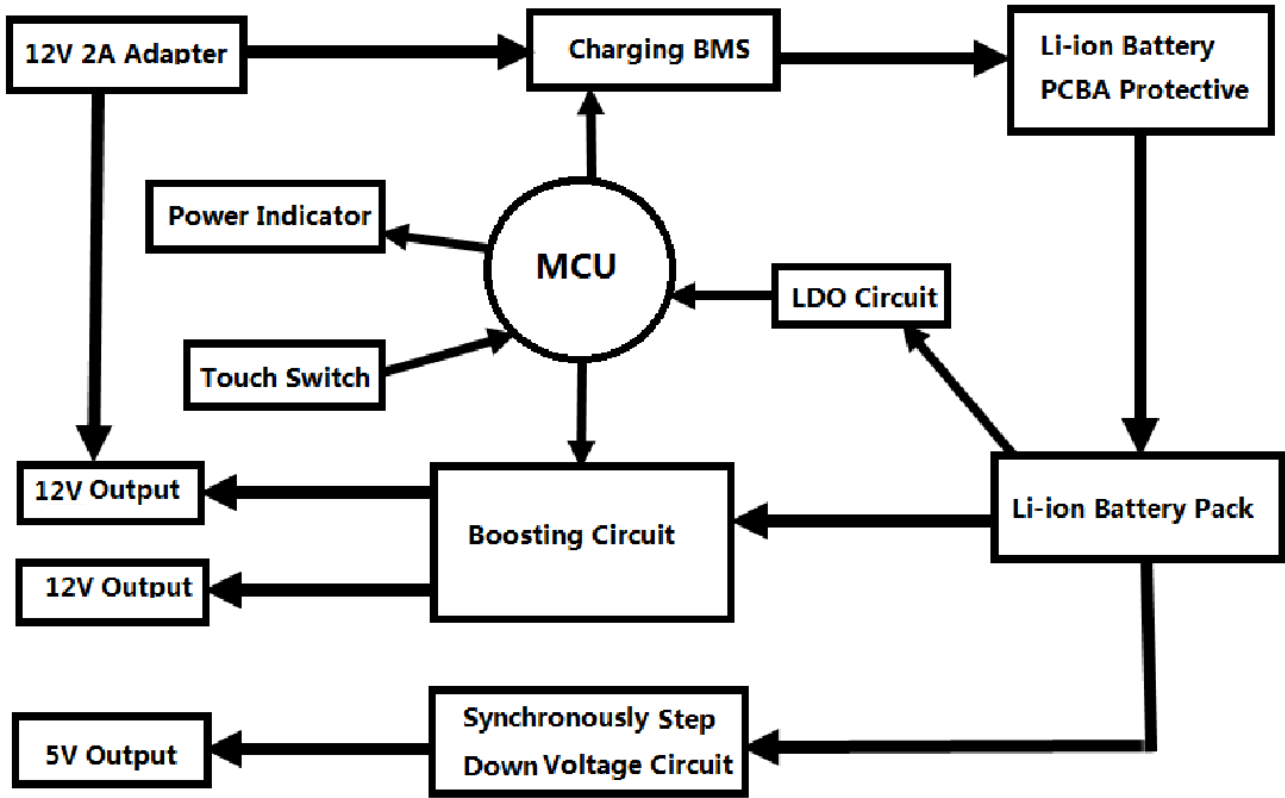 12V 2A Adapter
Charging BMS
Li-ion Battery
PCBA Protective
Power Indicator
MCU
LDO Circuit
Touch Switch
12V Output
Boosting Circuit
Li-ion Battery Pack
12V Output
Synchronously Step
Down Voltage Circuit
5V Output